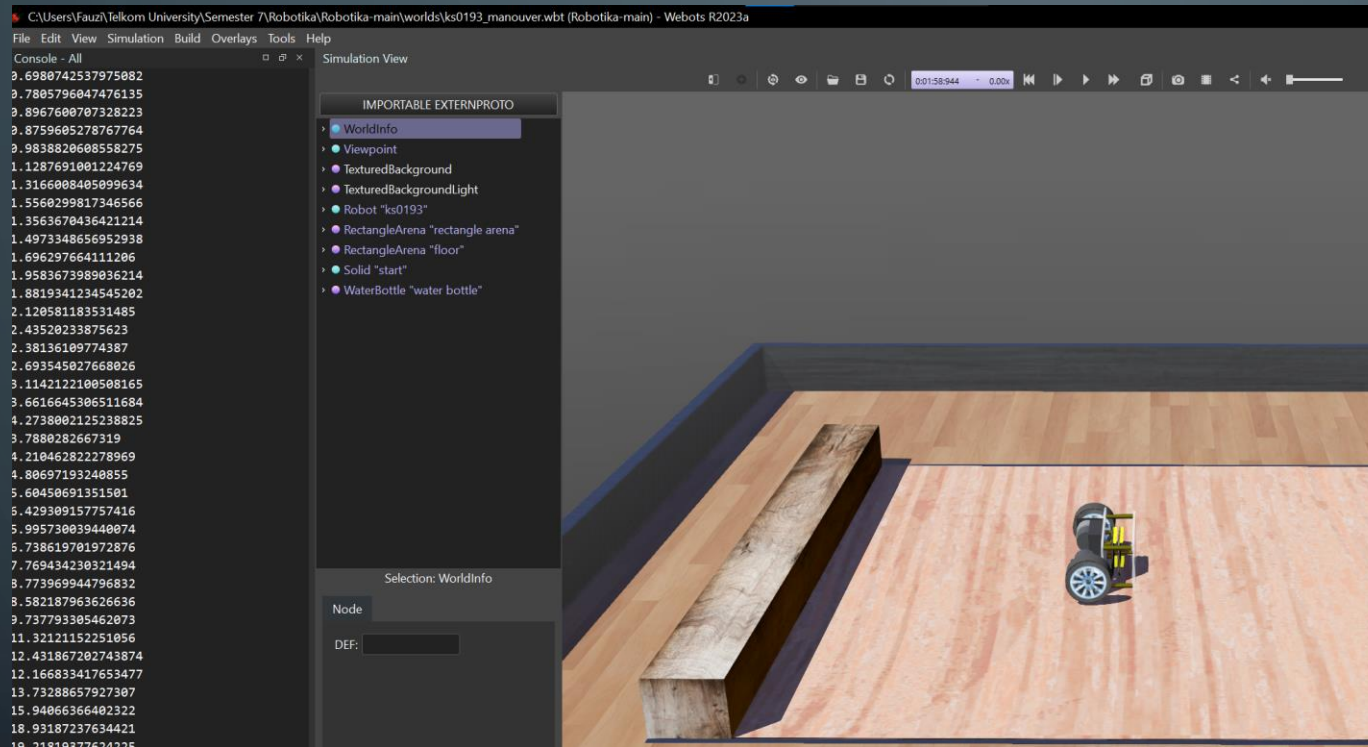 C:\Users\Fauzi\Telkom University\Semester 7\Robotika\Robotika-main\worlds\ks0193_manouver.wbt (Robotika-main) - Webots R2023a
File Edit View Simulation Build Overlays Tools Help
Console - All
0.6980742537975082
0.7805796047476135
0.8967600707328223
0.8759605278767764
0.9838820608558275
1.1287691001224769
1.3166008405099634
1.5560299817346566
1.3563670436421214
1.4973348656952938
1.696297664111206
1.9583673989036214
1.8819341234545202
2.120581183531485
2.43520233875623
2.38136109774387
2.693545027668026
3.1142122100508165
3.6616645306511684
4.2738002125238825
3.7880282667319
4.210462822278969
4.80697193240855
5.60450691351501
6.429309157757416
5.995730039440074
6.738619701972876
7.769434230321494
8.773969944796832
8.582187963626636
9.737793305462073
11.32121152251056
12.431867202743874
12.166833417653477
13.73288657927307
15.94066366402322
18.93187237634421
19.21819377624225
Simulation View
0:01:58:944 - 0.00x
IMPORTABLE EXTERNPROTO
WorldInfo
Viewpoint
TexturedBackground
TexturedBackgroundLight
Robot "ks0193"
RectangleArena "rectangle arena"
RectangleArena "floor"
Solid "start"
WaterBottle "water bottle"
Selection: WorldInfo
Node
DEF: